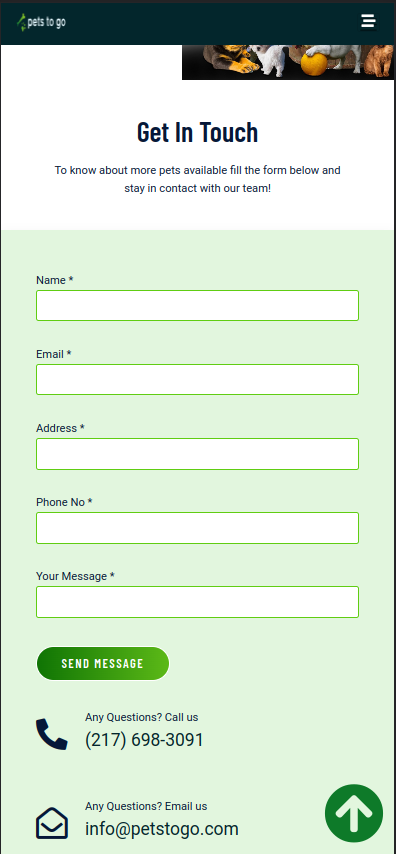 pets to go
Get In Touch
To know about more pets available fill the form below and
stay in contact with our team!
Name *
Email *
Address *
Phone No *
Your Message *
SEND MESSAGE
Any Questions? Call us
(217) 698-3091
Any Questions? Email us
info@petstogo.com